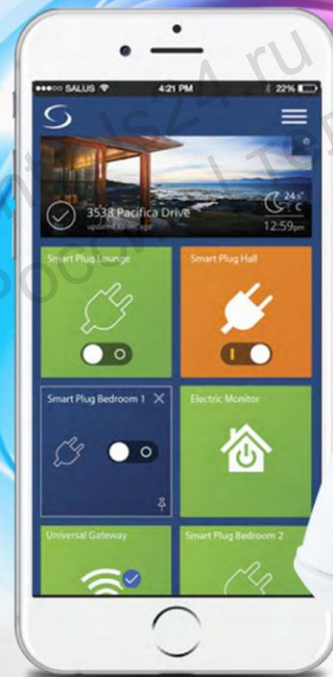 SALUS 4:21 PM 22%
3538 Pacifica Drive
24.5°
C
12:59pm
Smart Plug Lounge
Smart Plug Hall
Smart Plug Bedroom 1
Electric Monitor
Universal Gateway
Smart Plug Bedroom 2